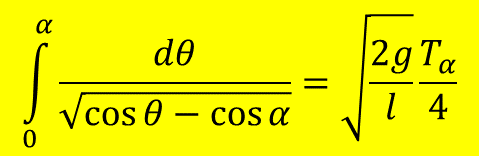 ∫₀^α dθ / √(cos θ − cos α) = √(2g / l) T_α / 4